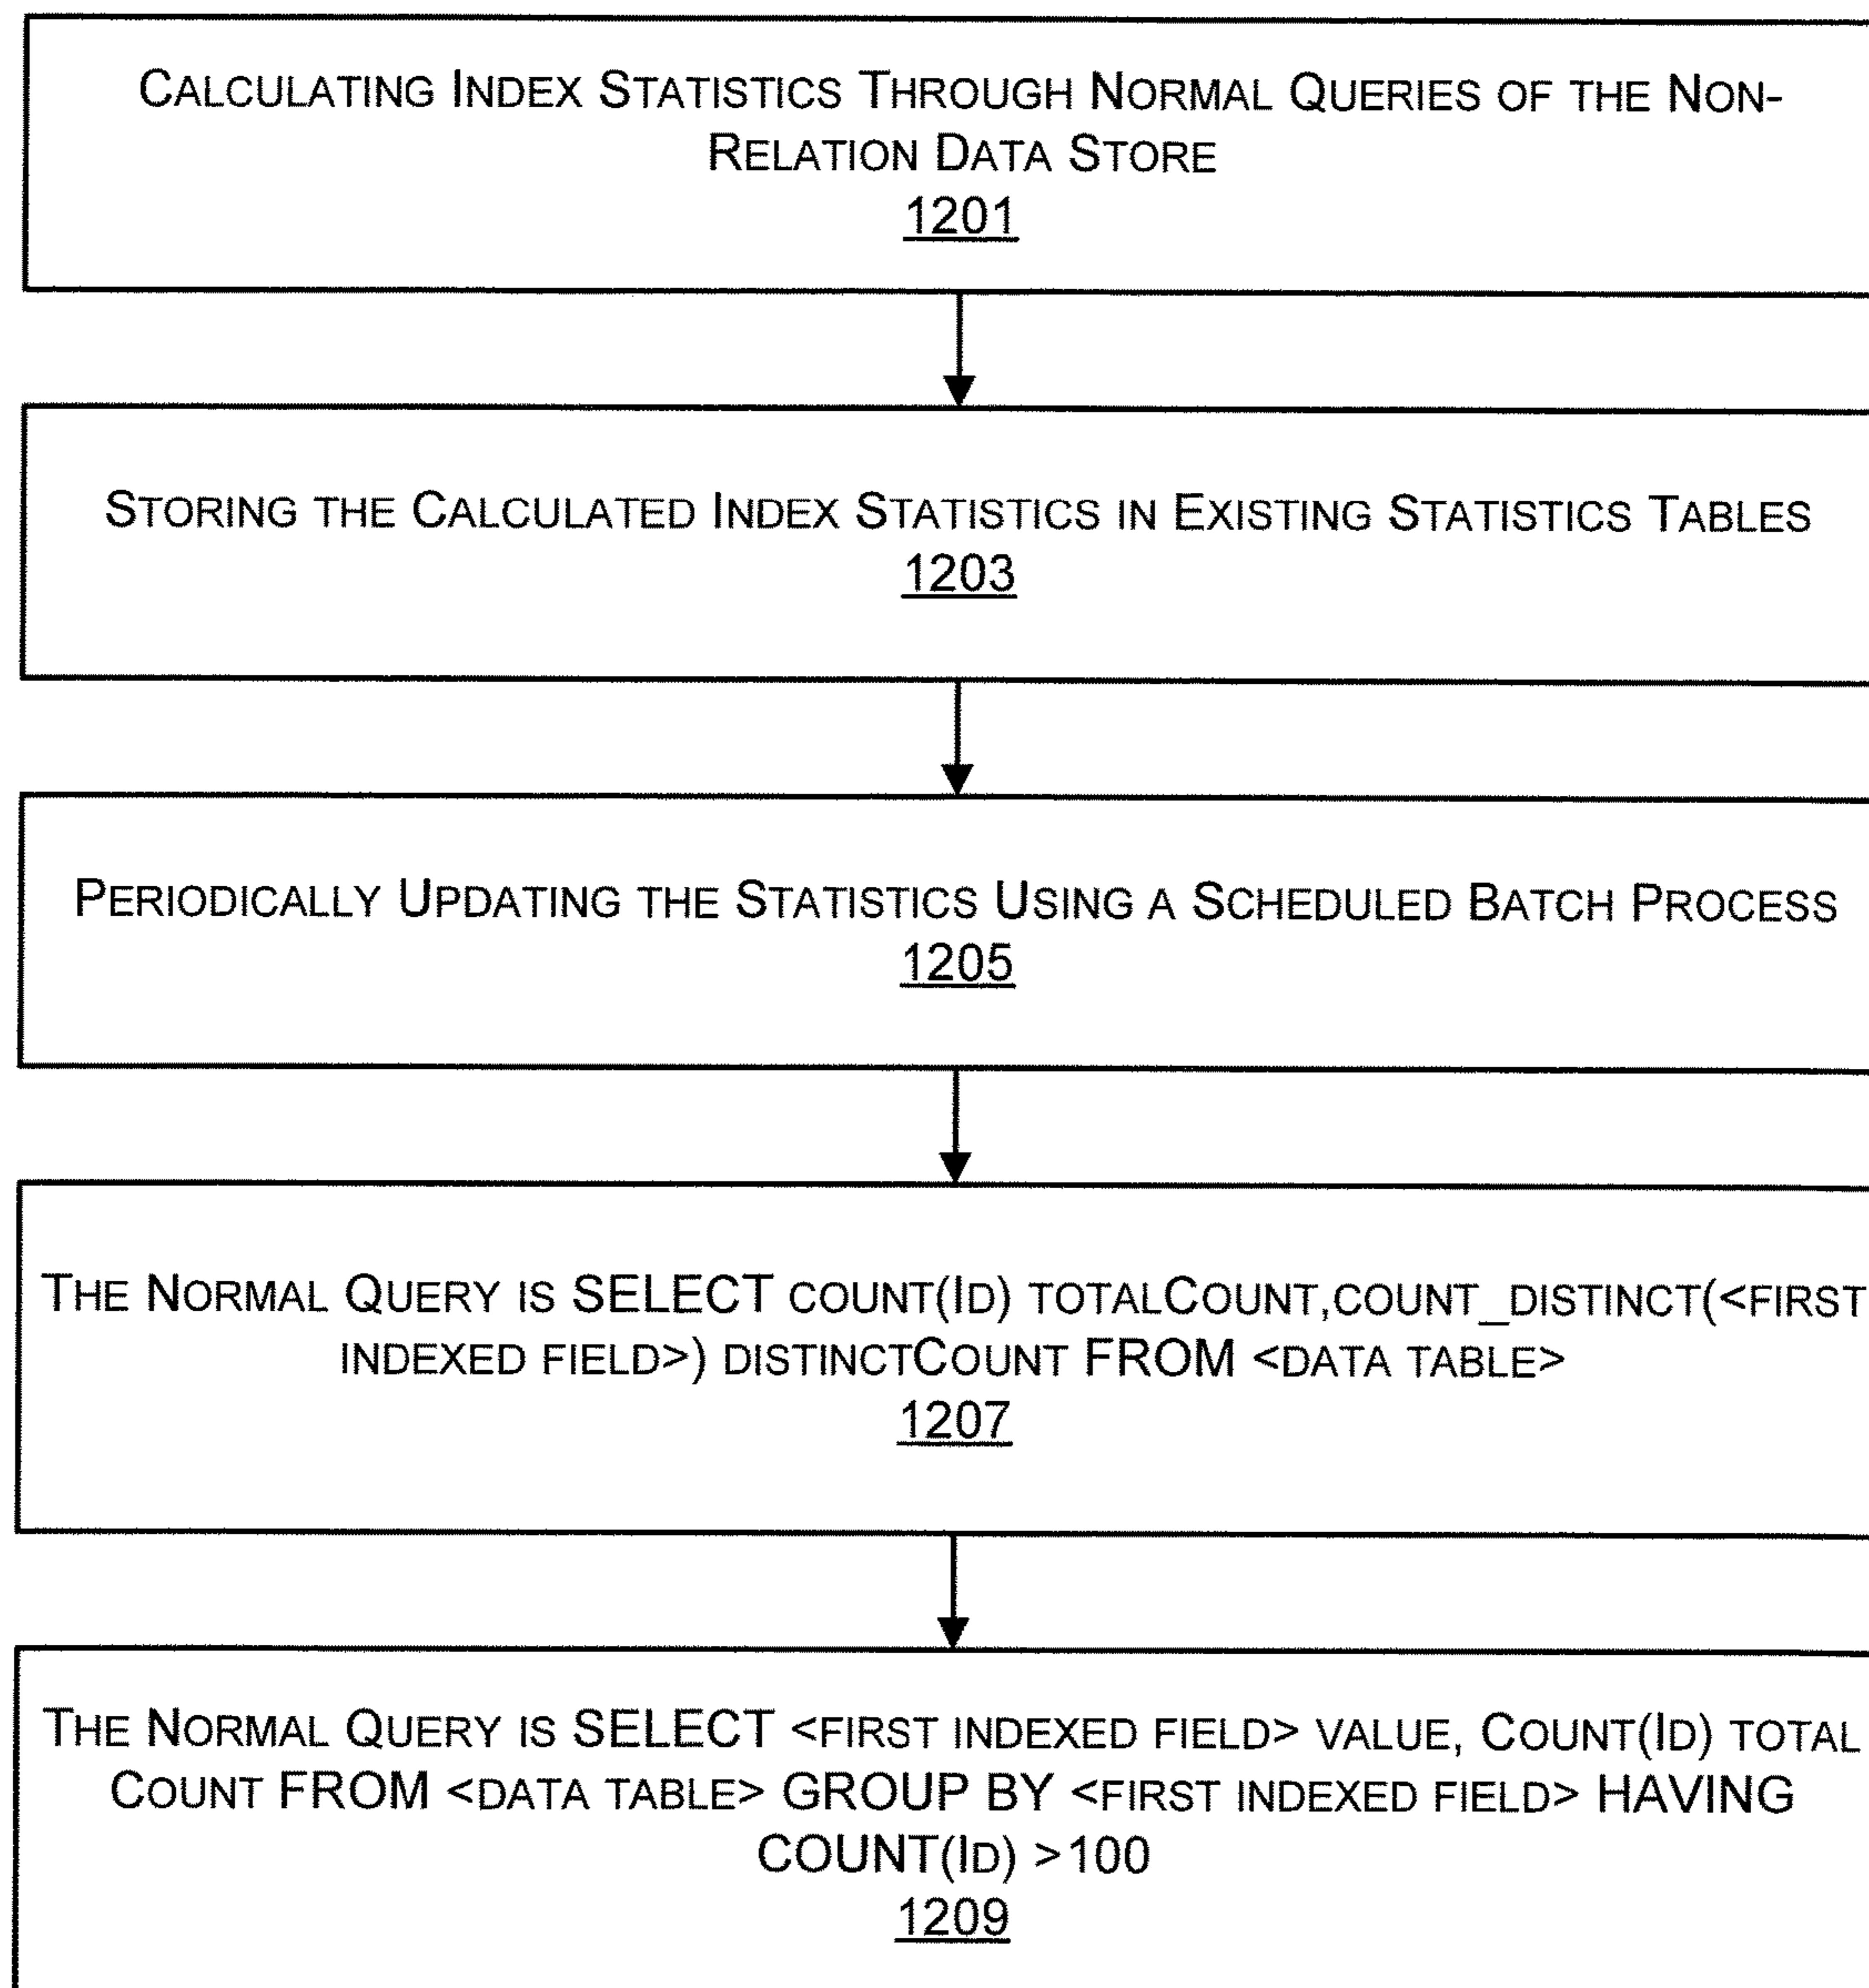 CALCULATING INDEX STATISTICS THROUGH NORMAL QUERIES OF THE NON-
RELATION DATA STORE
1201
STORING THE CALCULATED INDEX STATISTICS IN EXISTING STATISTICS TABLES
1203
PERIODICALLY UPDATING THE STATISTICS USING A SCHEDULED BATCH PROCESS
1205
THE NORMAL QUERY IS SELECT COUNT(ID) TOTALCOUNT,COUNT_DISTINCT(<FIRST
INDEXED FIELD>) DISTINCTCOUNT FROM <DATA TABLE>
1207
THE NORMAL QUERY IS SELECT <FIRST INDEXED FIELD> VALUE, COUNT(ID) TOTAL
COUNT FROM <DATA TABLE> GROUP BY <FIRST INDEXED FIELD> HAVING
COUNT(ID) >100
1209